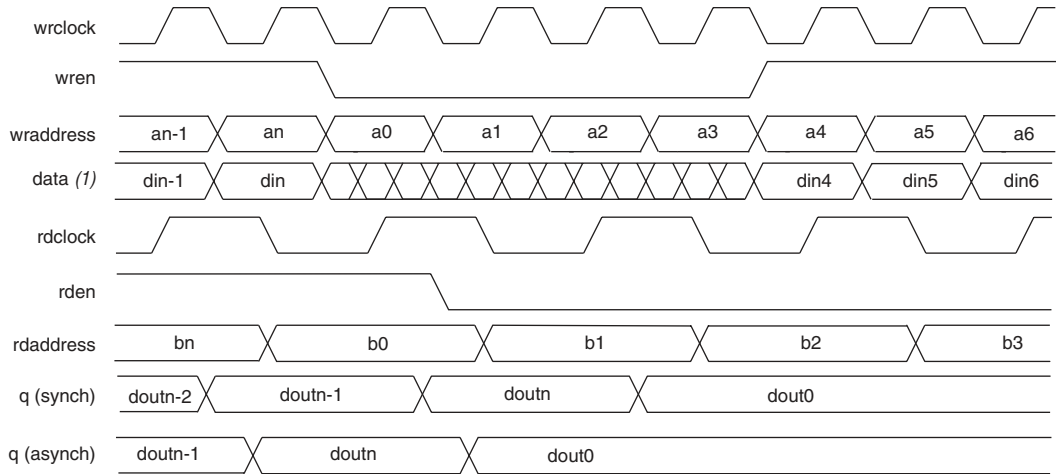 wrclock
wren
wraddress an-1 an a0 a1 a2 a3 a4 a5 a6
data (1) din-1 din din4 din5 din6
rdclock
rden
rdaddress bn b0 b1 b2 b3
q (synch) doutn-2 doutn-1 doutn dout0
q (asynch) doutn-1 doutn dout0